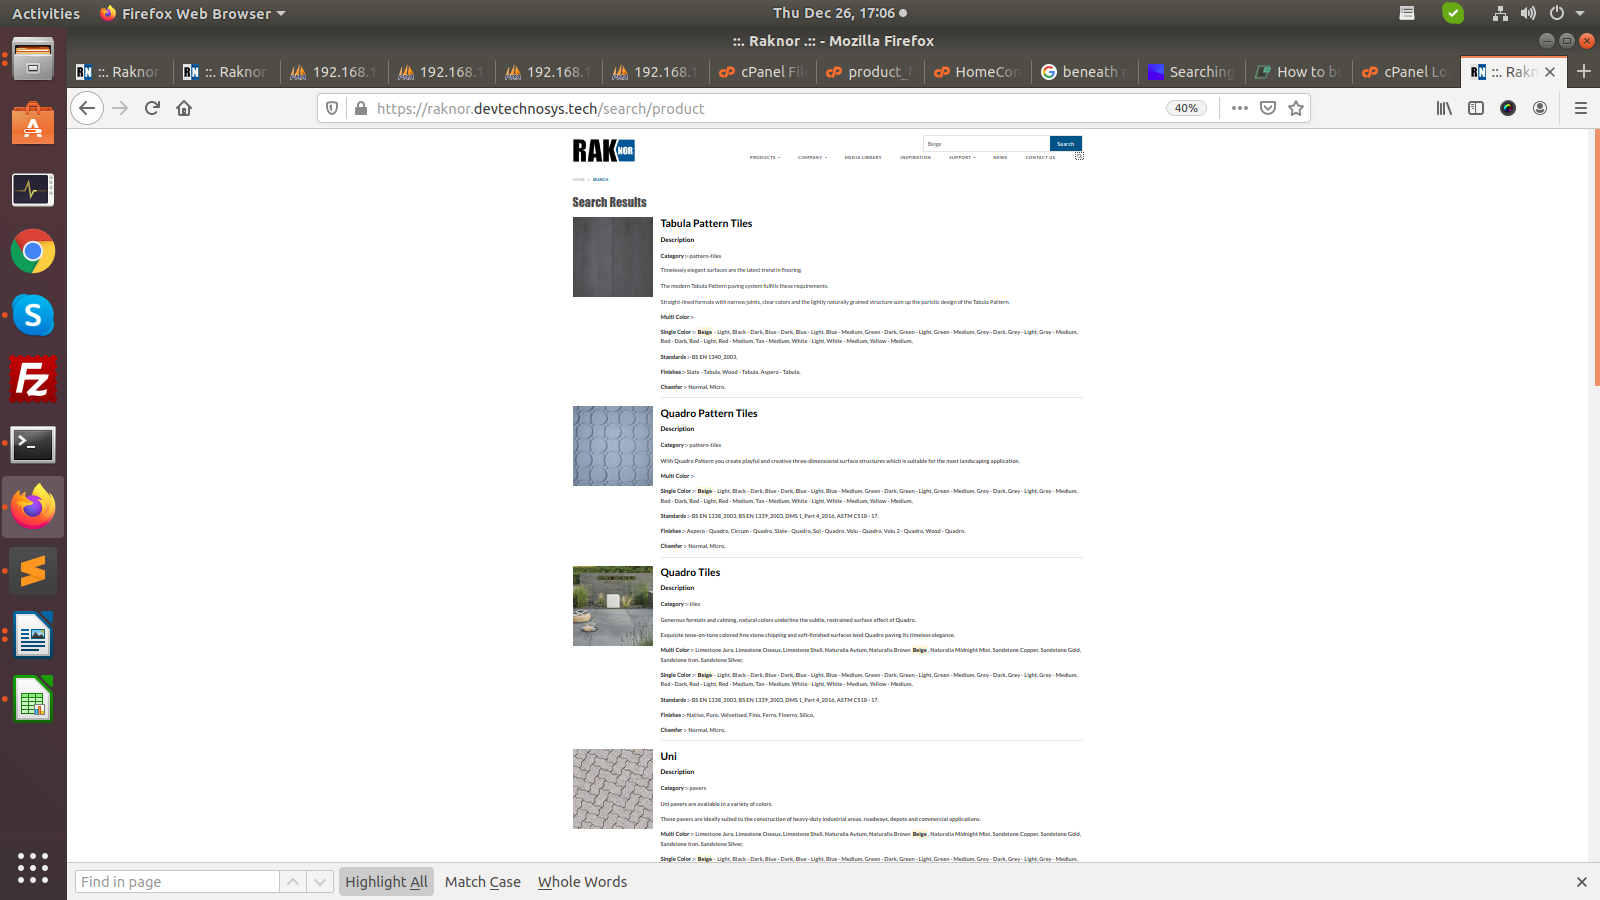 Activities
Firefox Web Browser
Thu Dec 26, 17:06
::. Raknor .:: - Mozilla Firefox
::. Raknor
::. Raknor
192.168.1
192.168.1
192.168.1
192.168.1
cPanel Fil
product_f
HomeCon
beneath m
Searching
How to bu
cPanel Lo
::. Rakn
https://raknor.devtechnosys.tech/search/product
40%
RAKNOR
Beige
Search
PRODUCTS
COMPANY
MEDIA LIBRARY
INSPIRATION
SUPPORT
NEWS
CONTACT US
HOME > SEARCH
Search Results
Tabula Pattern Tiles
Description
Category :- pattern-tiles
Timelessly elegant surfaces are the latest trend in flooring.
The modern Tabula Pattern paving system fulfills these requirements.
Straight-lined formats with narrow joints, clear colors and the lightly naturally grained structure sum up the puristic design of the Tabula Pattern.
Multi Color :-
Single Color :- Beige - Light, Black - Dark, Blue - Dark, Blue - Light, Blue - Medium, Green - Dark, Green - Light, Green - Medium, Grey - Dark, Grey - Light, Grey - Medium,
Red - Dark, Red - Light, Red - Medium, Tan - Medium, White - Light, White - Medium, Yellow - Medium,
Standards :- BS EN 1340_2003,
Finishes :- Slate - Tabula, Wood - Tabula, Aspero - Tabula,
Chamfer :- Normal, Micro,
Quadro Pattern Tiles
Description
Category :- pattern-tiles
With Quadro Pattern you create playful and creative three-dimensional surface structures which is suitable for the most landscaping application.
Multi Color :-
Single Color :- Beige - Light, Black - Dark, Blue - Dark, Blue - Light, Blue - Medium, Green - Dark, Green - Light, Green - Medium, Grey - Dark, Grey - Light, Grey - Medium,
Red - Dark, Red - Light, Red - Medium, Tan - Medium, White - Light, White - Medium, Yellow - Medium,
Standards :- BS EN 1338_2003, BS EN 1339_2003, DMS 1_Part 4_2016, ASTM C518 - 17,
Finishes :- Aspero - Quadro, Circum - Quadro, Slate - Quadro, Sol - Quadro, Volu - Quadro, Volu 2 - Quadro, Wood - Quadro,
Chamfer :- Normal, Micro,
Quadro Tiles
Description
Category :- tiles
Generous formats and calming, natural colors underline the subtle, restrained surface effect of Quadro.
Exquisite tone-on-tone colored fine stone chipping and soft-finished surfaces lend Quadro paving its timeless elegance.
Multi Color :- Limestone Jura, Limestone Osseus, Limestone Shell, Naturalia Autum, Naturalia Brown Beige , Naturalia Midnight Mist, Sandstone Copper, Sandstone Gold,
Sandstone Iron, Sandstone Silver,
Single Color :- Beige - Light, Black - Dark, Blue - Dark, Blue - Light, Blue - Medium, Green - Dark, Green - Light, Green - Medium, Grey - Dark, Grey - Light, Grey - Medium,
Red - Dark, Red - Light, Red - Medium, Tan - Medium, White - Light, White - Medium, Yellow - Medium,
Standards :- BS EN 1338_2003, BS EN 1339_2003, DMS 1_Part 4_2016, ASTM C518 - 17,
Finishes :- Nativo, Pure, Velvetised, Fino, Ferro, Finerro, Silico,
Chamfer :- Normal, Micro,
Uni
Description
Category :- pavers
Uni pavers are available in a variety of colors.
These pavers are ideally suited to the construction of heavy-duty industrial areas, roadways, depots and commercial applications.
Multi Color :- Limestone Jura, Limestone Osseus, Limestone Shell, Naturalia Autum, Naturalia Brown Beige , Naturalia Midnight Mist, Sandstone Copper, Sandstone Gold,
Sandstone Iron, Sandstone Silver,
Single Color :- Beige - Light, Black - Dark, Blue - Dark, Blue - Light, Blue - Medium, Green - Dark, Green - Light, Green - Medium, Grey - Dark, Grey - Light, Grey - Medium,
Find in page
Highlight All
Match Case
Whole Words